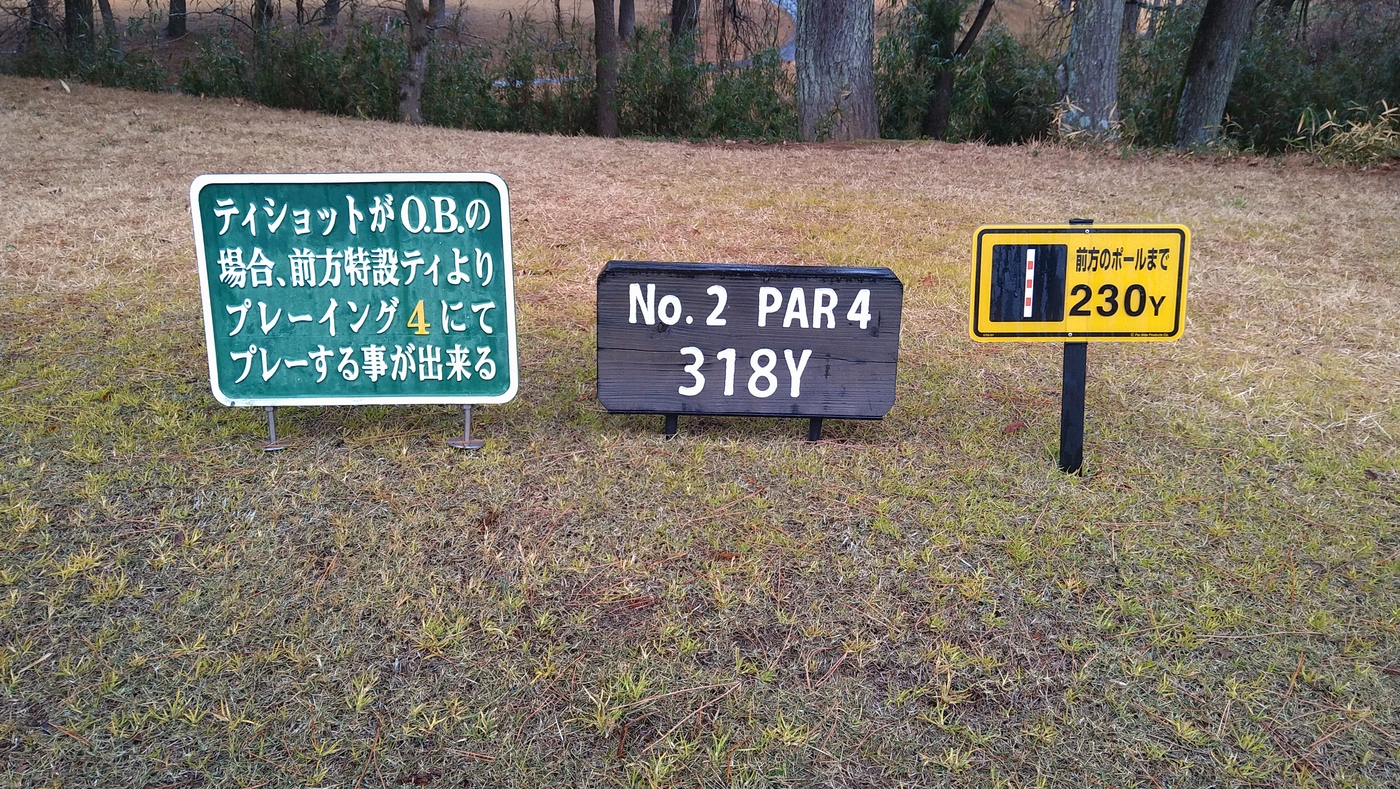 ティショットがO.B.の
場合、前方特設ティより
プレーイング4にて
プレーする事が出来る
No.2 PAR4
318Y
前方のポールまで
230Y